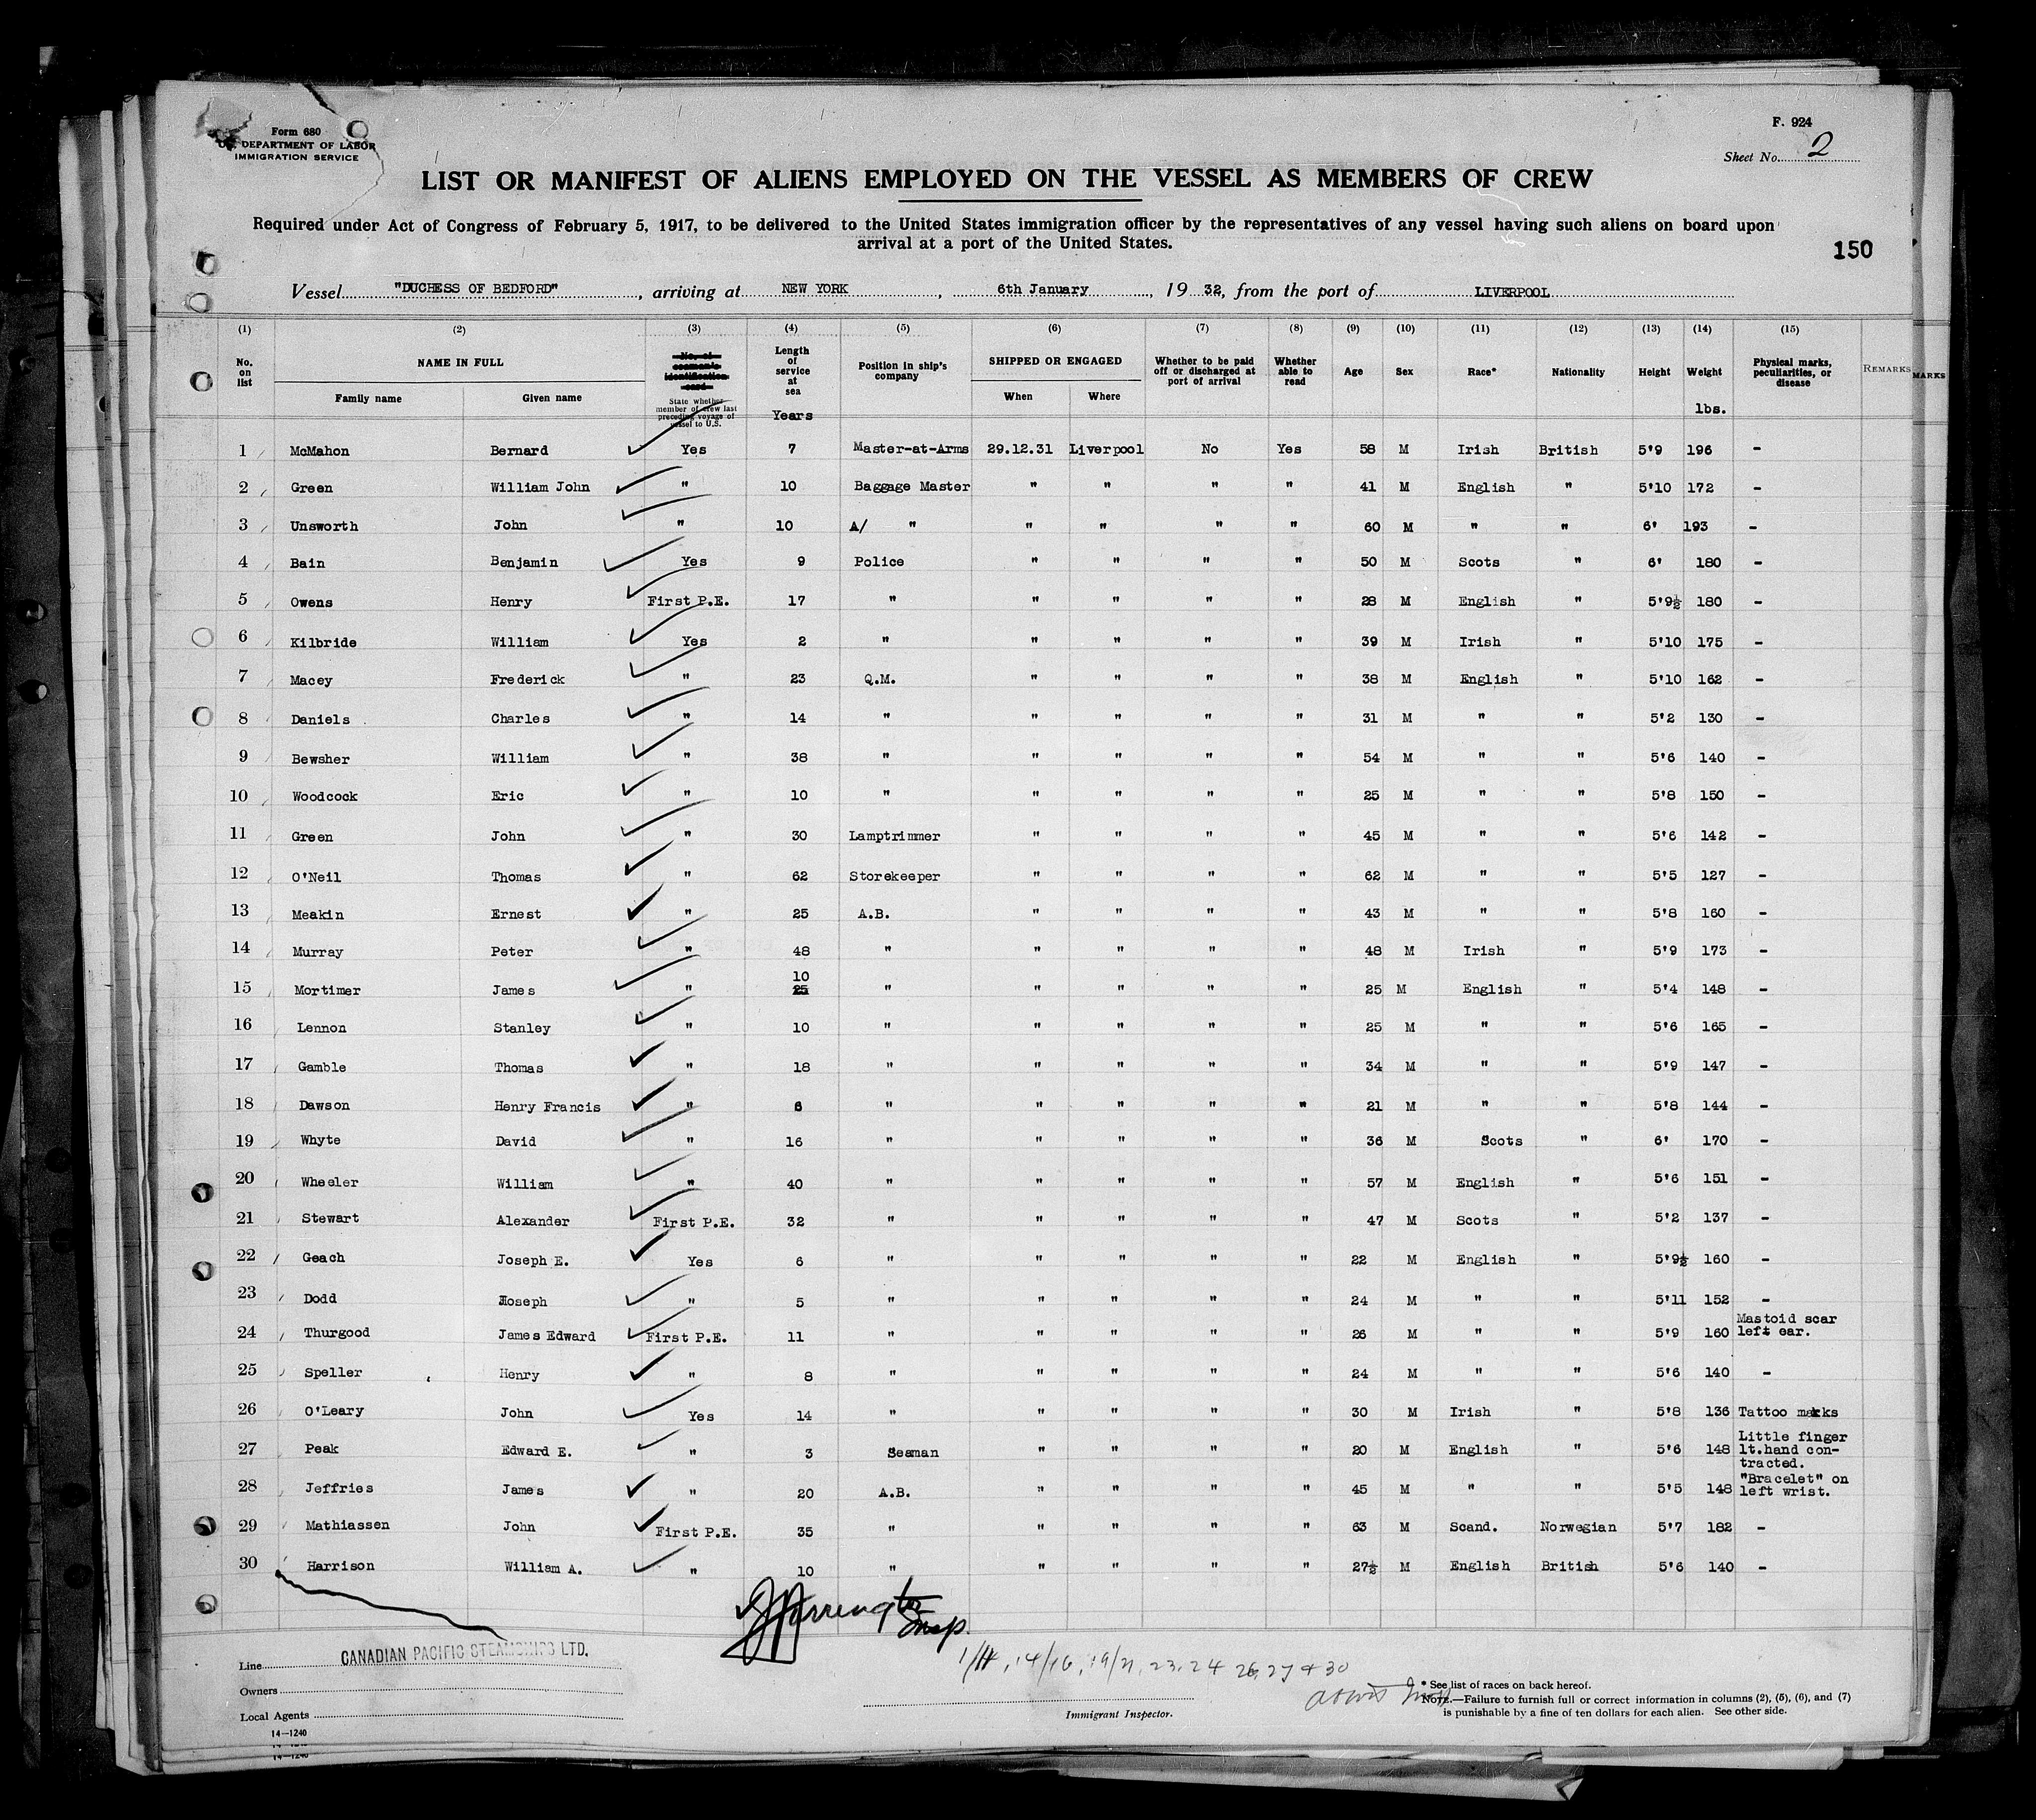 Form 680
U.S. DEPARTMENT OF LABOR
IMMIGRATION SERVICE
F. 924
Sheet No. 2
LIST OR MANIFEST OF ALIENS EMPLOYED ON THE VESSEL AS MEMBERS OF CREW
Required under Act of Congress of February 5, 1917, to be delivered to the United States immigration officer by the representatives of any vessel having such aliens on board upon
arrival at a port of the United States.
150
Vessel "DUCHESS OF BEDFORD", arriving at NEW YORK, 6th January, 19 32, from the port of LIVERPOOL
(1) (2) (3) (4) (5) (6) (7) (8) (9) (10) (11) (12) (13) (14) (15)
No. on list NAME IN FULL Family name Given name No. of seaman's identification card State whether member of crew last preceding voyage of vessel to U.S. Length of service at sea Years Position in ship's company SHIPPED OR ENGAGED When Where Whether to be paid off or discharged at port of arrival Whether able to read Age Sex Race* Nationality Height Weight lbs. Physical marks, peculiarities, or disease REMARKS MARKS
1 McMahon Bernard Yes 7 Master-at-Arms 29.12.31 Liverpool No Yes 58 M Irish British 5'9 196 -
2 Green William John " 10 Baggage Master " " " " 41 M English " 5'10 172 -
3 Unsworth John " 10 A/ " " " " " 60 M " " 6' 193 -
4 Bain Benjamin Yes 9 Police " " " " 50 M Scots " 6' 180 -
5 Owens Henry First P.E. 17 " " " " " 28 M English " 5'9½ 180 -
6 Kilbride William Yes 2 " " " " " 39 M Irish " 5'10 175 -
7 Macey Frederick " 23 Q.M. " " " " 38 M English " 5'10 162 -
8 Daniels Charles " 14 " " " " " 31 M " " 5'2 130 -
9 Bewsher William " 38 " " " " " 54 M " " 5'6 140 -
10 Woodcock Eric " 10 " " " " " 25 M " " 5'8 150 -
11 Green John " 30 Lamptrimmer " " " " 45 M " " 5'6 142 -
12 O'Neil Thomas " 62 Storekeeper " " " " 62 M " " 5'5 127 -
13 Meakin Ernest " 25 A.B. " " " " 43 M " " 5'8 160 -
14 Murray Peter " 48 " " " " " 48 M Irish " 5'9 173 -
10
15 Mortimer James " 25 " " " " " 25 M English " 5'4 148 -
16 Lennon Stanley " 10 " " " " " 25 M " " 5'6 165 -
17 Gamble Thomas " 18 " " " " " 34 M " " 5'9 147 -
18 Dawson Henry Francis " 6 " " " " " 21 M " " 5'8 144 -
19 Whyte David " 16 " " " " " 36 M Scots " 6' 170 -
20 Wheeler William " 40 " " " " " 57 M English " 5'6 151 -
21 Stewart Alexander First P.E. 32 " " " " " 47 M Scots " 5'2 137 -
22 Geach Joseph E. Yes 6 " " " " " 22 M English " 5'9½ 160 -
23 Dodd Joseph " 5 " " " " " 24 M " " 5'11 152 -
24 Thurgood James Edward First P.E. 11 " " " " " 26 M " " 5'9 160 Mastoid scar
left ear.
25 Speller Henry " 8 " " " " " 24 M " " 5'6 140 -
26 O'Leary John Yes 14 " " " " " 30 M Irish " 5'8 136 Tattoo marks
27 Peak Edward E. " 3 Seaman " " " " 20 M English " 5'6 148 Little finger
lt.hand con-
tracted.
28 Jeffries James " 20 A.B. " " " " 45 M " " 5'5 148 "Bracelet" on
left wrist.
29 Mathiassen John First P.E. 35 " " " " " 63 M Scand. Norwegian 5'7 182 -
30 Harrison William A. " 10 " " " " " 27½ M English British 5'6 140 -
Insp.
Line CANADIAN PACIFIC STEAMSHIPS LTD.
1/11, 14/16, 19/21, 23, 24 26, 27 & 30
Owners
Local Agents
Immigrant Inspector.
* See list of races on back hereof.
NOTE.—Failure to furnish full or correct information in columns (2), (5), (6), and (7)
is punishable by a fine of ten dollars for each alien. See other side.
14—1240
14—1240
14—1240